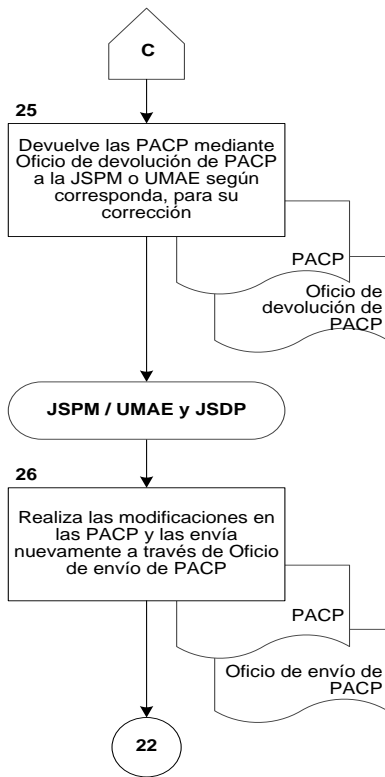 C
25
Devuelve las PACP mediante
Oficio de devolución de PACP
a la JSPM o UMAE según
corresponda, para su
corrección
PACP
Oficio de
devolución de
PACP
JSPM / UMAE y JSDP
26
Realiza las modificaciones en
las PACP y las envía
nuevamente a través de Oficio
de envío de PACP
PACP
Oficio de envío de
PACP
22